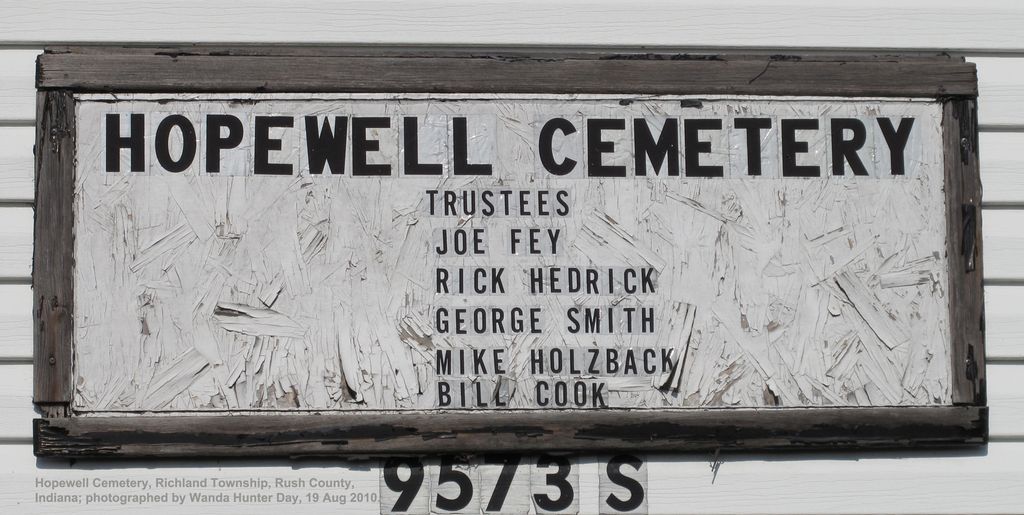 HOPEWELL CEMETERY
TRUSTEES
JOE FEY
RICK HEDRICK
GEORGE SMITH
MIKE HOLZBACK
BILL COOK
9573 S
Hopewell Cemetery, Richland Township, Rush County,
Indiana; photographed by Wanda Hunter Day, 19 Aug 2010.